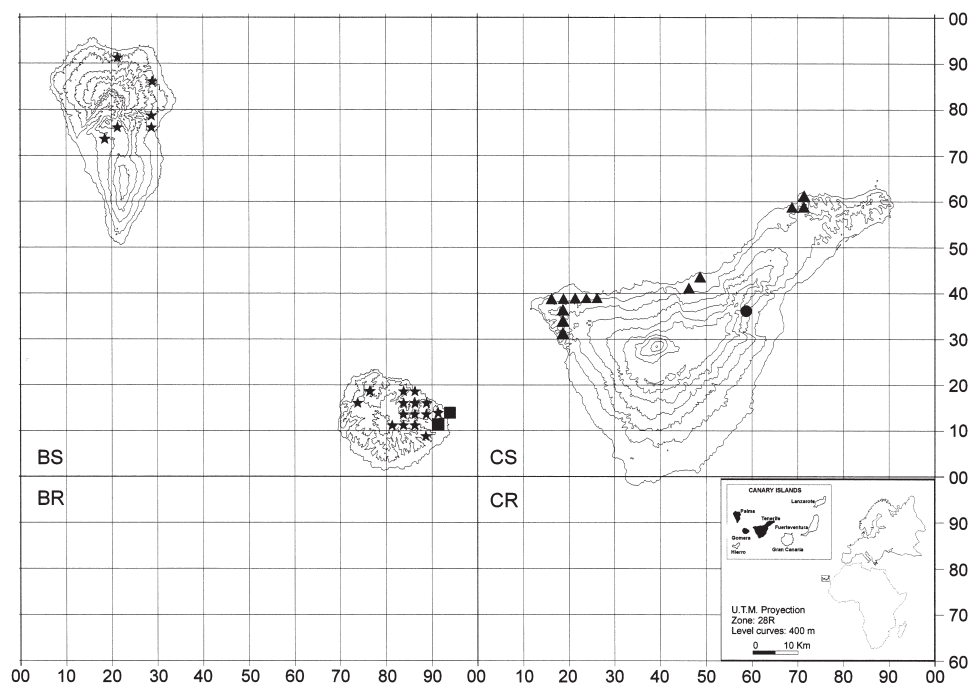 00
90
80
70
60
50
40
30
20
10
BS
CS
00
BR
CR
CANARY ISLANDS
Lanzarote
Palma
Tenerife
Fuerteventura
Gomera
Hierro
Gran Canaria
90
80
70
U.T.M. Proyection
Zone: 28R
Level curves: 400 m
0 10 Km
60
00 10 20 30 40 50 60 70 80 90 00 10 20 30 40 50 60 70 80 90 00